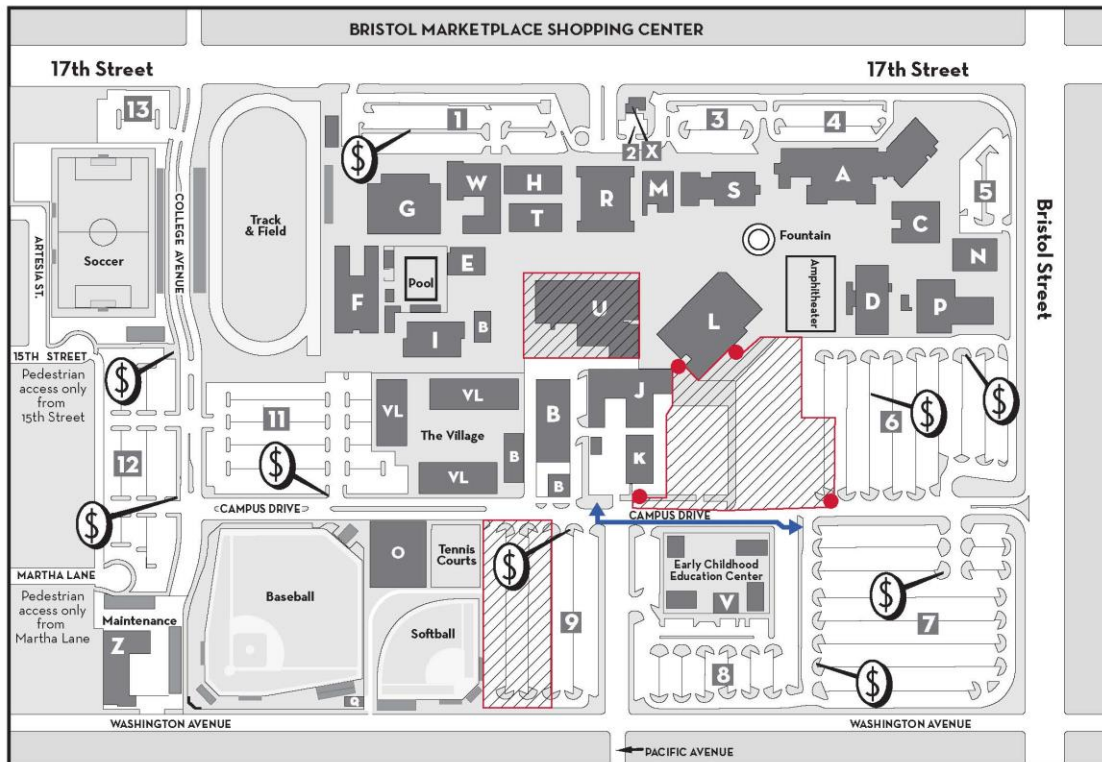 BRISTOL MARKETPLACE SHOPPING CENTER
17th Street
17th Street
13
1
3
4
2
X
$
5
W
H
R
M
S
A
G
T
C
COLLEGE AVENUE
Track
& Field
Fountain
Bristol Street
ARTESIA ST.
Soccer
E
N
Pool
Amphitheater
F
U
L
D
P
I
B
15TH STREET
Pedestrian
access only
from
15th Street
$
$
$
J
VL
VL
11
B
6
The Village
12
B
K
$
VL
B
$
CAMPUS DRIVE
CAMPUS DRIVE
O
Tennis
Courts
$
Early Childhood
Education Center
$
MARTHA LANE
Pedestrian
access only
from
Martha Lane
Baseball
V
Maintenance
9
7
Softball
Z
8
$
Q
WASHINGTON AVENUE
WASHINGTON AVENUE
PACIFIC AVENUE